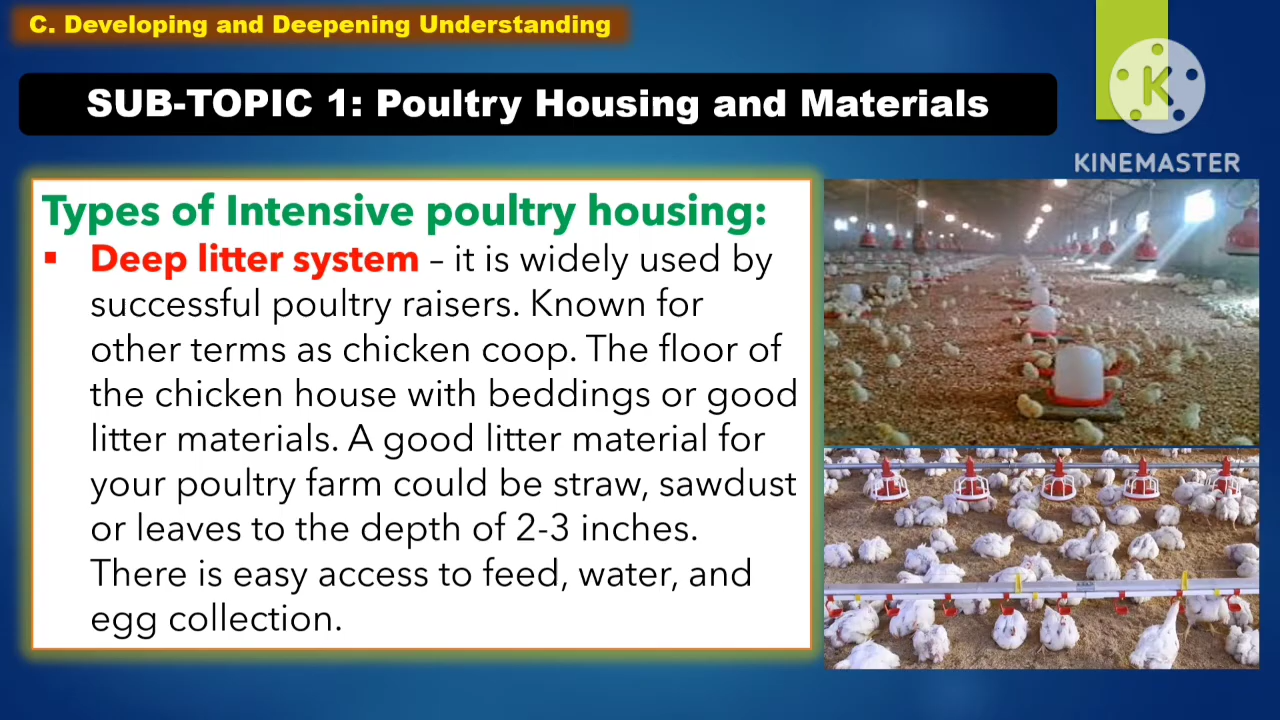 C. Developing and Deepening Understanding
SUB-TOPIC 1: Poultry Housing and Materials
K
KINEMASTER
Types of Intensive poultry housing:
▪ Deep litter system – it is widely used by
successful poultry raisers. Known for
other terms as chicken coop. The floor of
the chicken house with beddings or good
litter materials. A good litter material for
your poultry farm could be straw, sawdust
or leaves to the depth of 2-3 inches.
There is easy access to feed, water, and
egg collection.